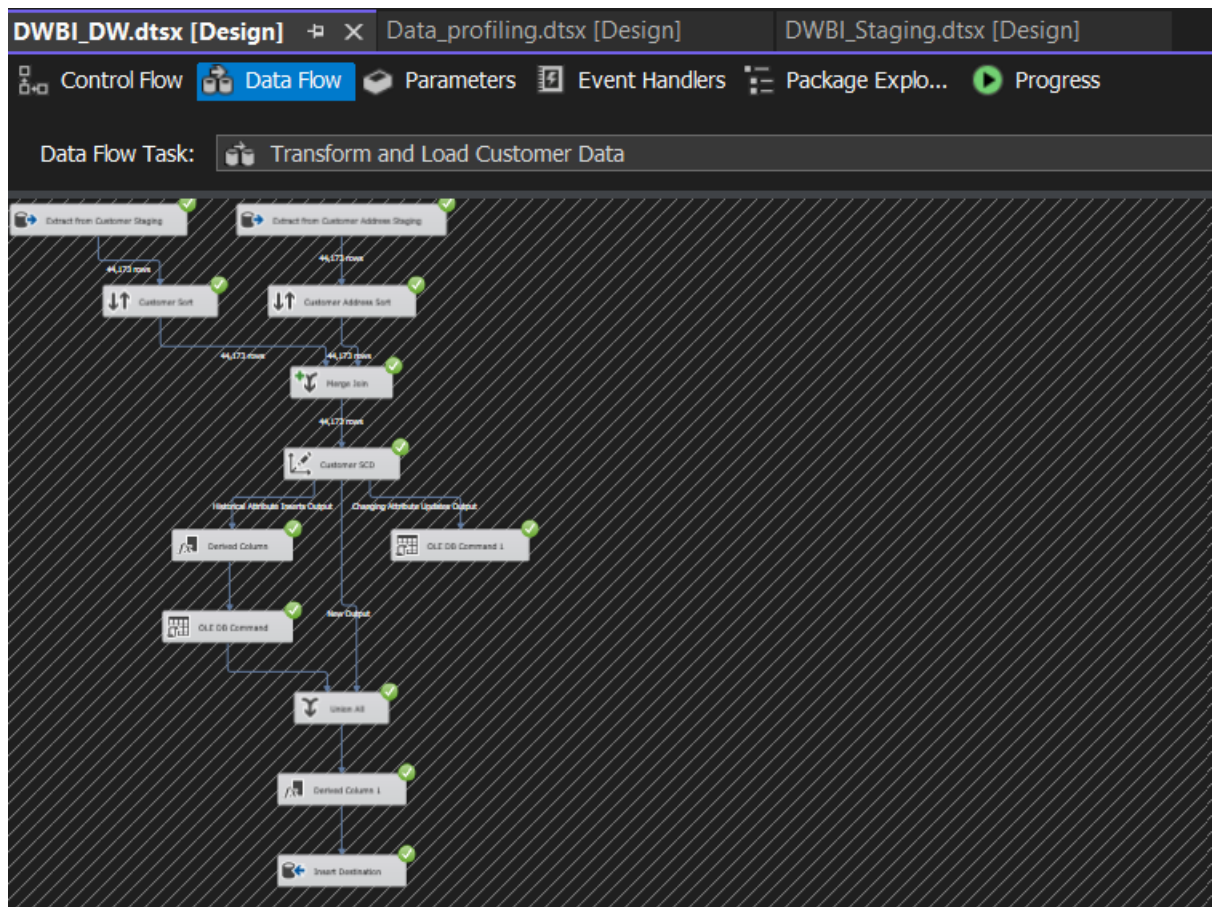 DWBI_DW.dtsx [Design] Data_profiling.dtsx [Design] DWBI_Staging.dtsx [Design]
Control Flow Data Flow Parameters Event Handlers Package Explo... Progress
Data Flow Task: Transform and Load Customer Data
Extract from Customer Staging Extract from Customer Address Staging
44,173 rows
44,173 rows
Customer Sort Customer Address Sort
44,173 rows 44,173 rows
Merge Join
44,173 rows
Customer SCD
Historical Attribute Inserts Output Changing Attribute Updates Output
Derived Column OLE DB Command 1
New Output
OLE DB Command
Union All
Derived Column 1
Insert Destination